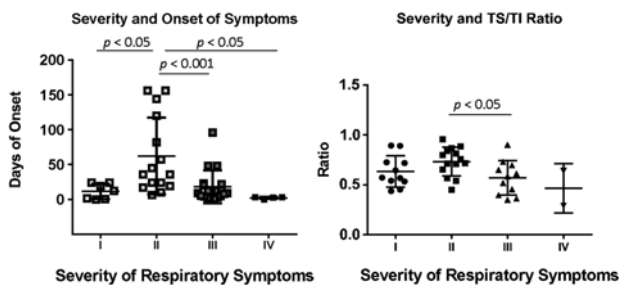 Severity and Onset of Symptoms
p < 0.05
p < 0.05
p < 0.001
200
150
100
50
0
Days of Onset
I II III IV
Severity of Respiratory Symptoms
Severity and TS/TI Ratio
p < 0.05
1.5
1.0
0.5
0.0
Ratio
I II III IV
Severity of Respiratory Symptoms